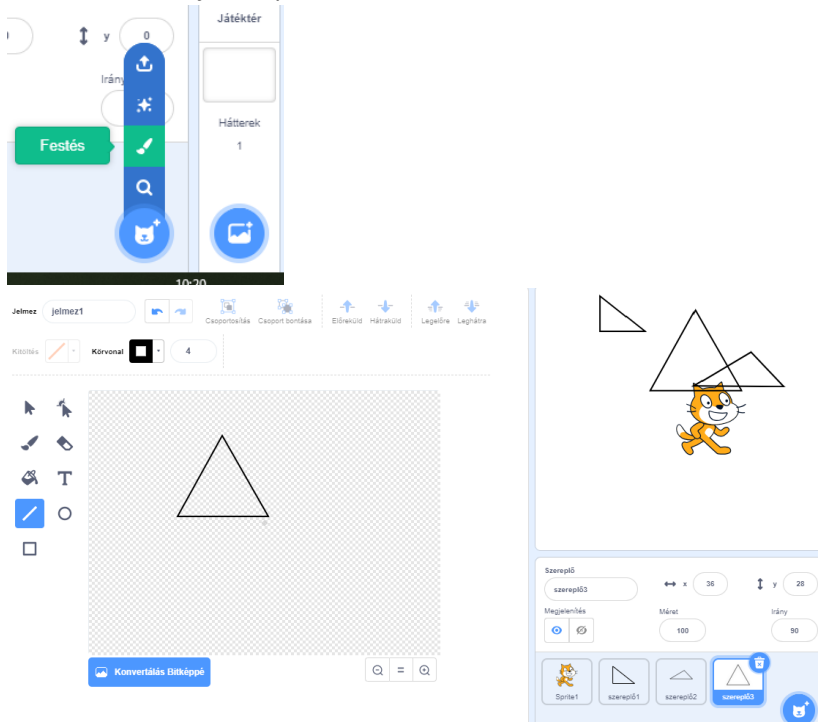 Játéktér
y 0
Irány
Hátterek
Festés
1
10:20
Jelmez jelmez1
Csoportosítás Csoport bontása Előreküld Hátraküld Legelőre Leghátra
Kitöltés Körvonal 4
T
Konvertálás Bitképpé
=
Szereplő
szereplő3 x 36 y 28
Megjelenítés Méret Irány
100 90
Sprite1 szereplő1 szereplő2 szereplő3